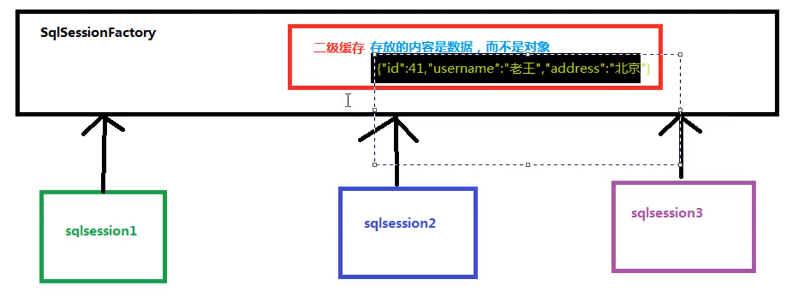 SqlSessionFactory
二级缓存 存放的内容是数据，而不是对象
{"id":41,"username":"老王","address":"北京"}
sqlsession1
sqlsession2
sqlsession3